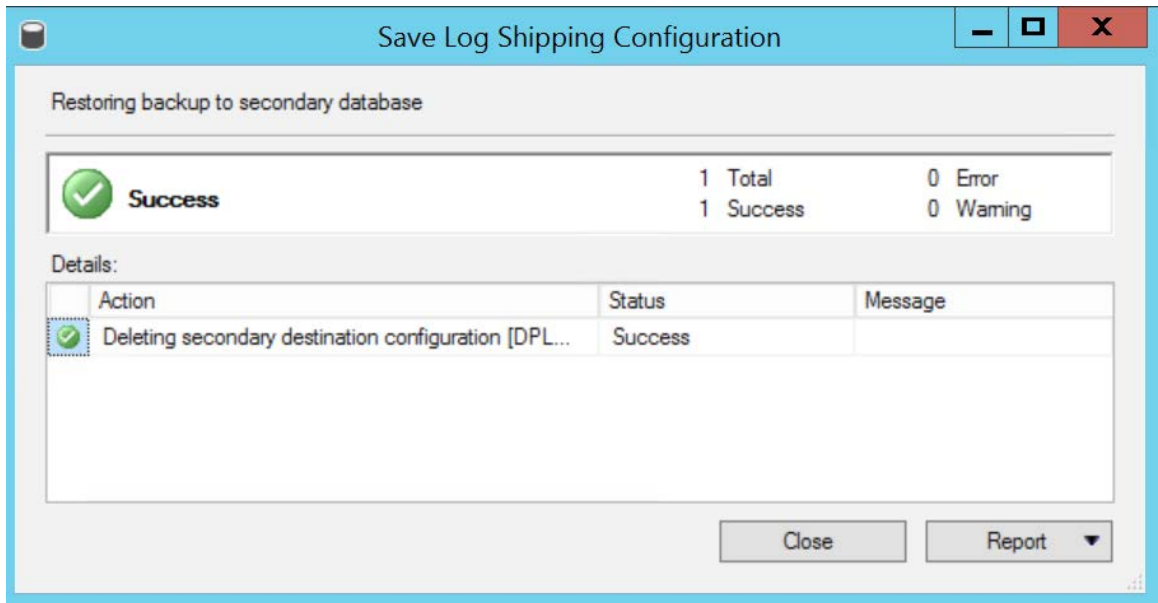 Save Log Shipping Configuration
Restoring backup to secondary database
Success 1 Total 0 Error
1 Success 0 Warning
Details:
Action Status Message
Deleting secondary destination configuration [DPL... Success
Close Report